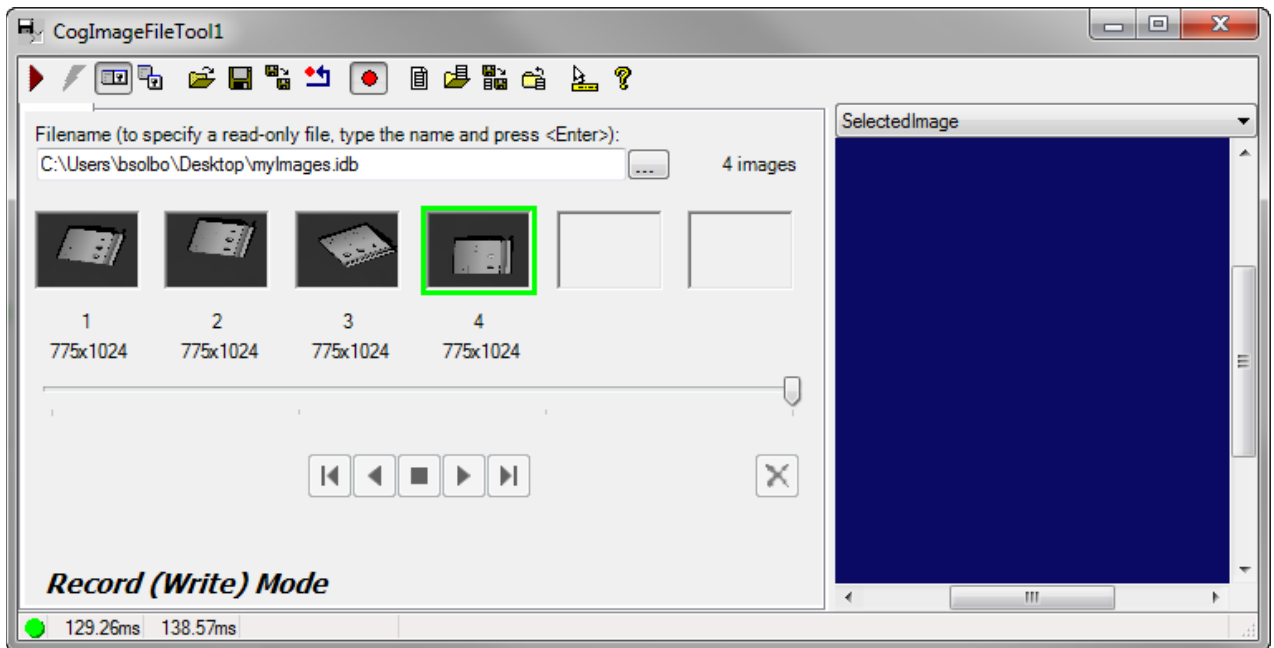 CogImageFileTool1
Filename (to specify a read-only file, type the name and press <Enter>):
C:\Users\bsolbo\Desktop\myImages.idb
...
4 images
SelectedImage
1 2 3 4
775x1024 775x1024 775x1024 775x1024
Record (Write) Mode
129.26ms 138.57ms